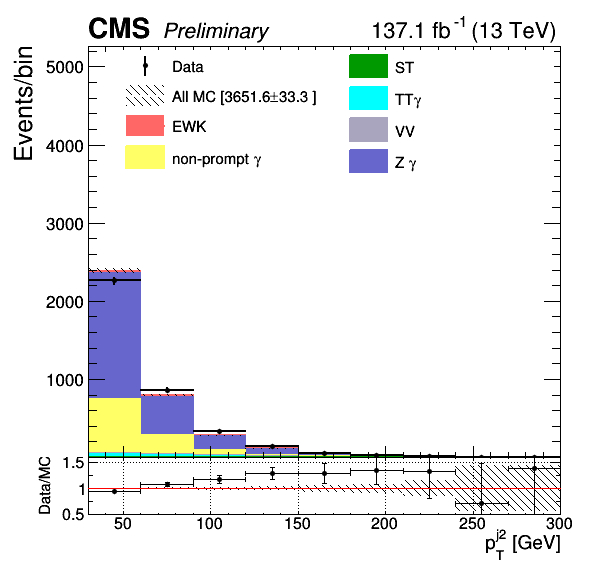 CMS Preliminary 137.1 fb-1 (13 TeV)
Events/bin
5000
4000
3000
2000
1000
Data
All MC [3651.6±33.3 ]
EWK
non-prompt γ
ST
TTγ
VV
Z γ
Data/MC
1.5
1
0.5
50 100 150 200 250 300
p_T^j2 [GeV]